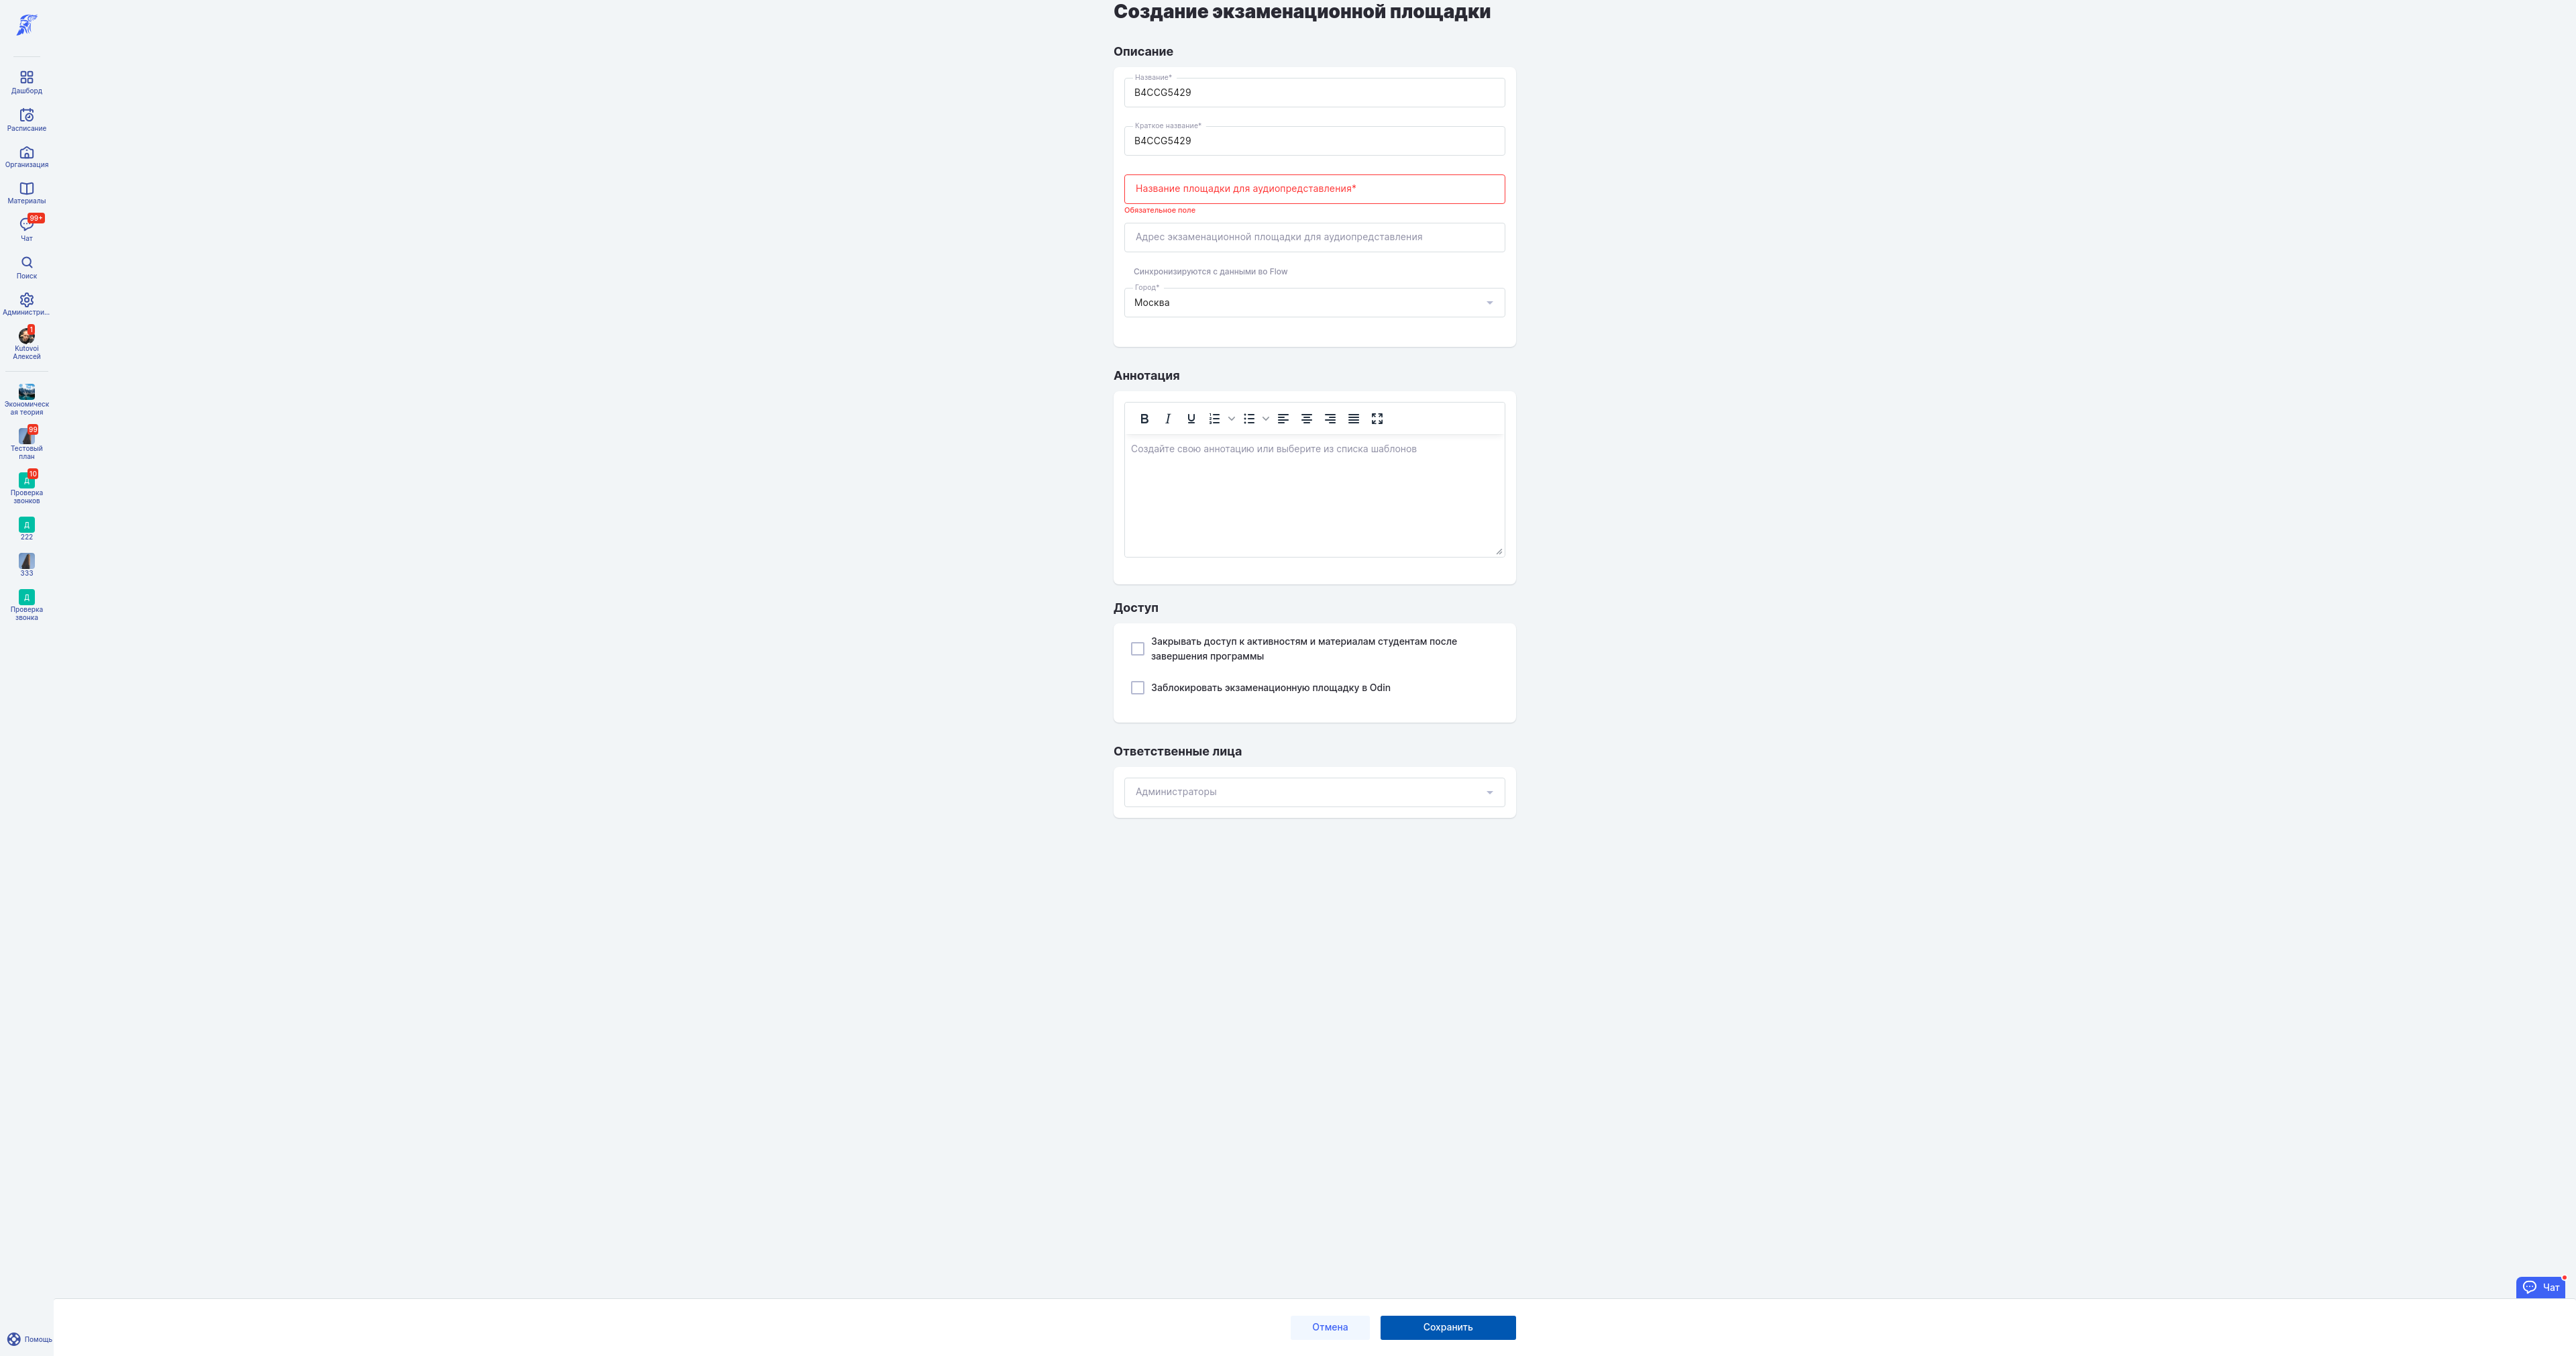 Дашборд
Расписание
Организация
Материалы
99+
Чат
Поиск
Администри...
1
Kutovoi
Алексей
Экономическ
ая теория
99
Тестовый
план
10
Д
Проверка
звонков
Д
222
333
Д
Проверка
звонка
Помощь
Создание экзаменационной площадки
Описание
Название*
B4CCG5429
Краткое название*
B4CCG5429
Название площадки для аудиопредставления*
Обязательное поле
Адрес экзаменационной площадки для аудиопредставления
Синхронизируются с данными во Flow
Город*
Москва
Аннотация
Создайте свою аннотацию или выберите из списка шаблонов
Доступ
Закрывать доступ к активностям и материалам студентам после
завершения программы
Заблокировать экзаменационную площадку в Odin
Ответственные лица
Администраторы
Чат
Отмена
Сохранить